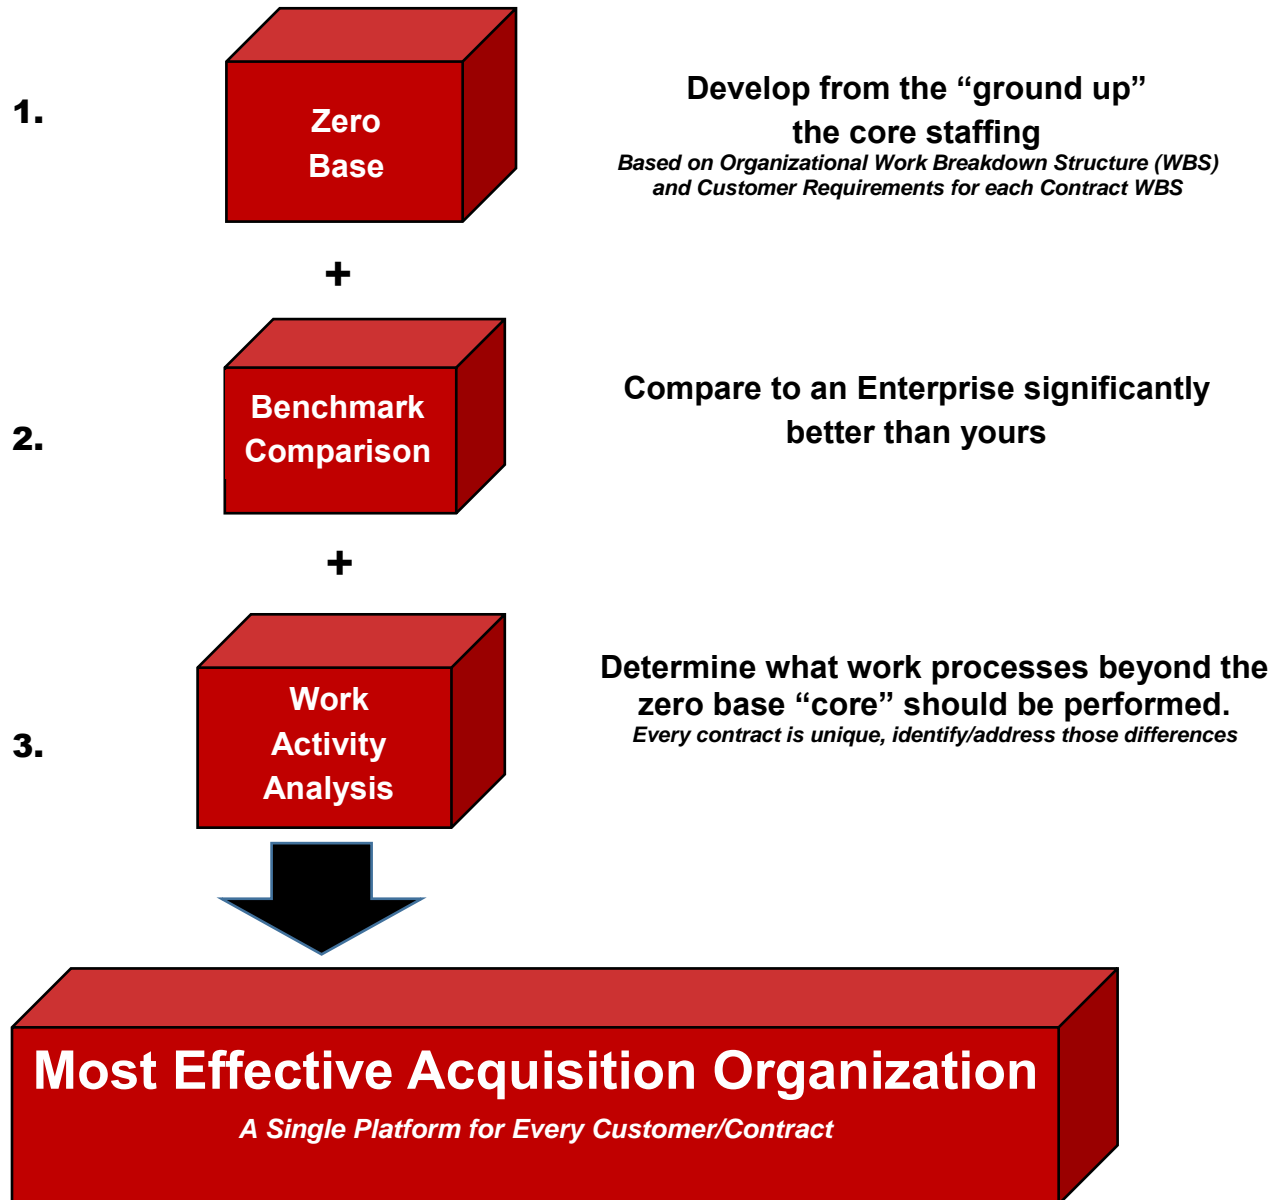 1.
Zero
Base
Develop from the “ground up”
the core staffing
Based on Organizational Work Breakdown Structure (WBS)
and Customer Requirements for each Contract WBS
+
2.
Benchmark
Comparison
Compare to an Enterprise significantly
better than yours
+
3.
Work
Activity
Analysis
Determine what work processes beyond the
zero base “core” should be performed.
Every contract is unique, identify/address those differences
Most Effective Acquisition Organization
A Single Platform for Every Customer/Contract